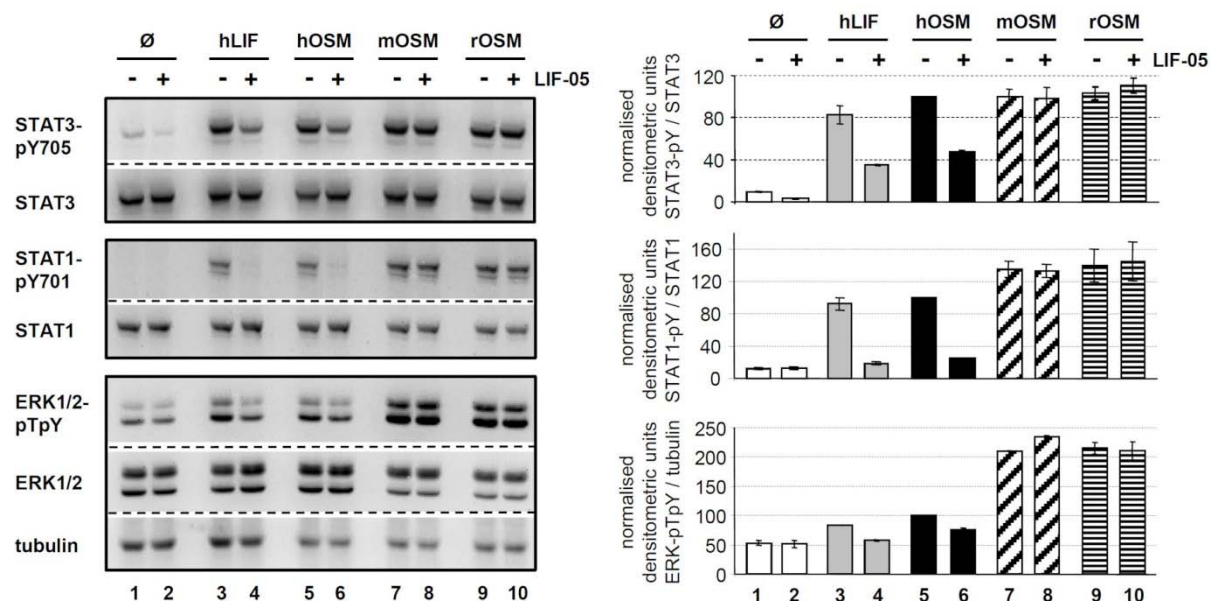 Ø hLIF hOSM mOSM rOSM
- + - + - + - + - + LIF-05
STAT3-
pY705
STAT3
STAT1-
pY701
STAT1
ERK1/2-
pTpY
ERK1/2
tubulin
1 2 3 4 5 6 7 8 9 10
Ø hLIF hOSM mOSM rOSM
- + - + - + - + - + LIF-05
normalised
densitometric units
STAT3-pY / STAT3
120
80
40
0
normalised
densitometric units
STAT1-pY / STAT1
160
120
80
40
0
normalised
densitometric units
ERK-pTpY / tubulin
250
200
150
100
50
0
1 2 3 4 5 6 7 8 9 10